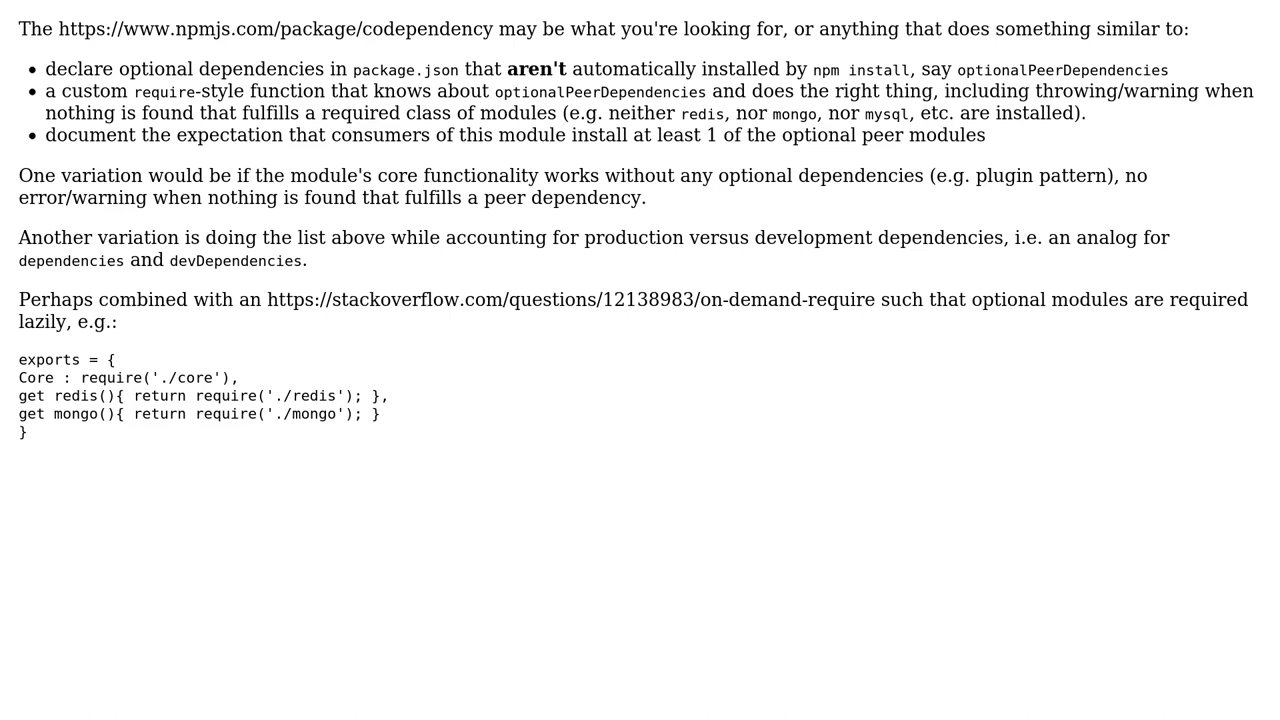 The https://www.npmjs.com/package/codependency may be what you're looking for, or anything that does something similar to:
• declare optional dependencies in package.json that aren't automatically installed by npm install, say optionalPeerDependencies
• a custom require-style function that knows about optionalPeerDependencies and does the right thing, including throwing/warning when
nothing is found that fulfills a required class of modules (e.g. neither redis, nor mongo, nor mysql, etc. are installed).
• document the expectation that consumers of this module install at least 1 of the optional peer modules
One variation would be if the module's core functionality works without any optional dependencies (e.g. plugin pattern), no
error/warning when nothing is found that fulfills a peer dependency.
Another variation is doing the list above while accounting for production versus development dependencies, i.e. an analog for
dependencies and devDependencies.
Perhaps combined with an https://stackoverflow.com/questions/12138983/on-demand-require such that optional modules are required
lazily, e.g.:
exports = {
Core : require('./core'),
get redis(){ return require('./redis'); },
get mongo(){ return require('./mongo'); }
}